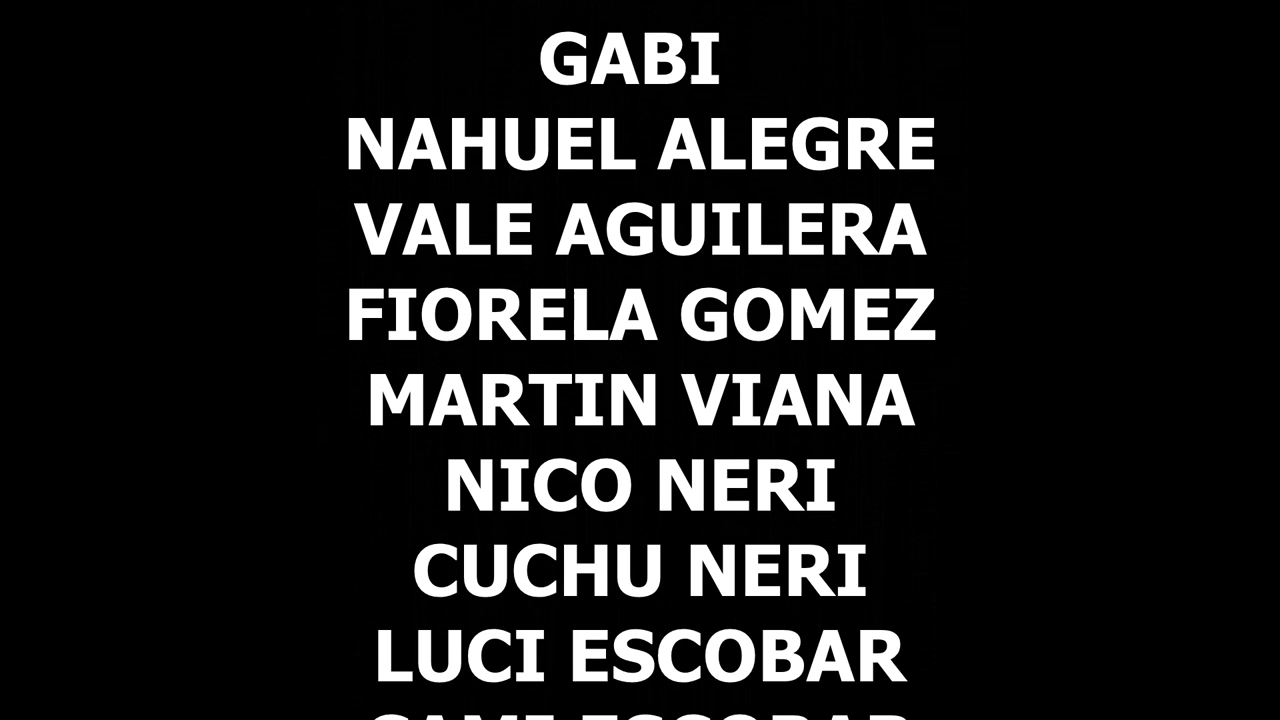 GABI
NAHUEL ALEGRE
VALE AGUILERA
FIORELA GOMEZ
MARTIN VIANA
NICO NERI
CUCHU NERI
LUCI ESCOBAR